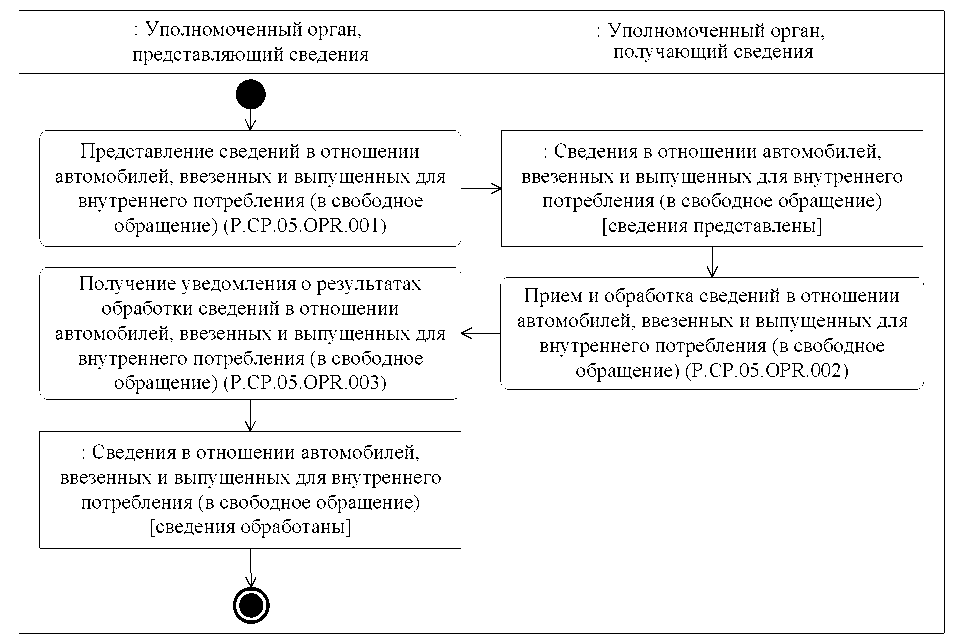 : Уполномоченный орган,
представляющий сведения
: Уполномоченный орган,
получающий сведения
Представление сведений в отношении
автомобилей, ввезенных и выпущенных для
внутреннего потребления (в свободное
обращение) (P.CP.05.OPR.001)
: Сведения в отношении автомобилей,
ввезенных и выпущенных для внутреннего
потребления (в свободное обращение)
[сведения представлены]
Получение уведомления о результатах
обработки сведений в отношении
автомобилей, ввезенных и выпущенных для
внутреннего потребления (в свободное
обращение) (P.CP.05.OPR.003)
Прием и обработка сведений в отношении
автомобилей, ввезенных и выпущенных для
внутреннего потребления (в свободное
обращение) (P.CP.05.OPR.002)
: Сведения в отношении автомобилей,
ввезенных и выпущенных для внутреннего
потребления (в свободное обращение)
[сведения обработаны]